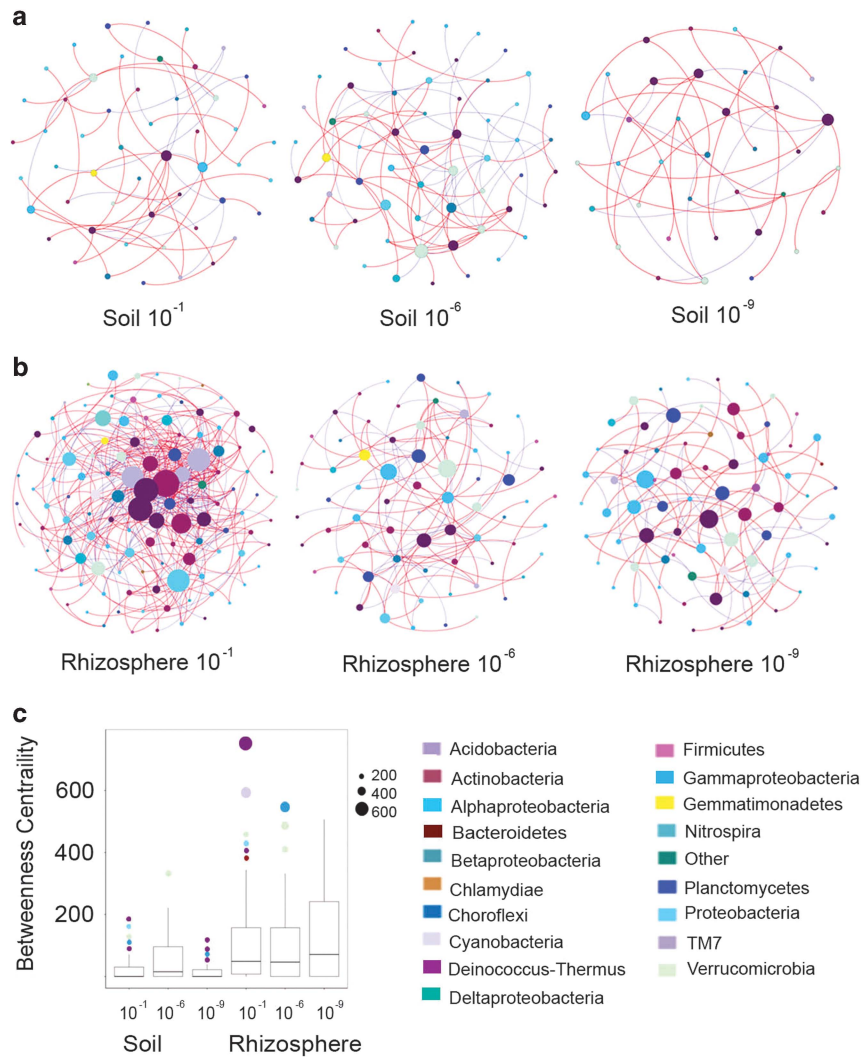 a
Soil 10-1
Soil 10-6
Soil 10-9
b
Rhizosphere 10-1
Rhizosphere 10-6
Rhizosphere 10-9
c
Betweenness Centraility
600
400
200
10-1
10-6
10-9
10-1
10-6
10-9
Soil
Rhizosphere
200
400
600
Acidobacteria
Actinobacteria
Alphaproteobacteria
Bacteroidetes
Betaproteobacteria
Chlamydiae
Choroflexi
Cyanobacteria
Deinococcus-Thermus
Deltaproteobacteria
Firmicutes
Gammaproteobacteria
Gemmatimonadetes
Nitrospira
Other
Planctomycetes
Proteobacteria
TM7
Verrucomicrobia